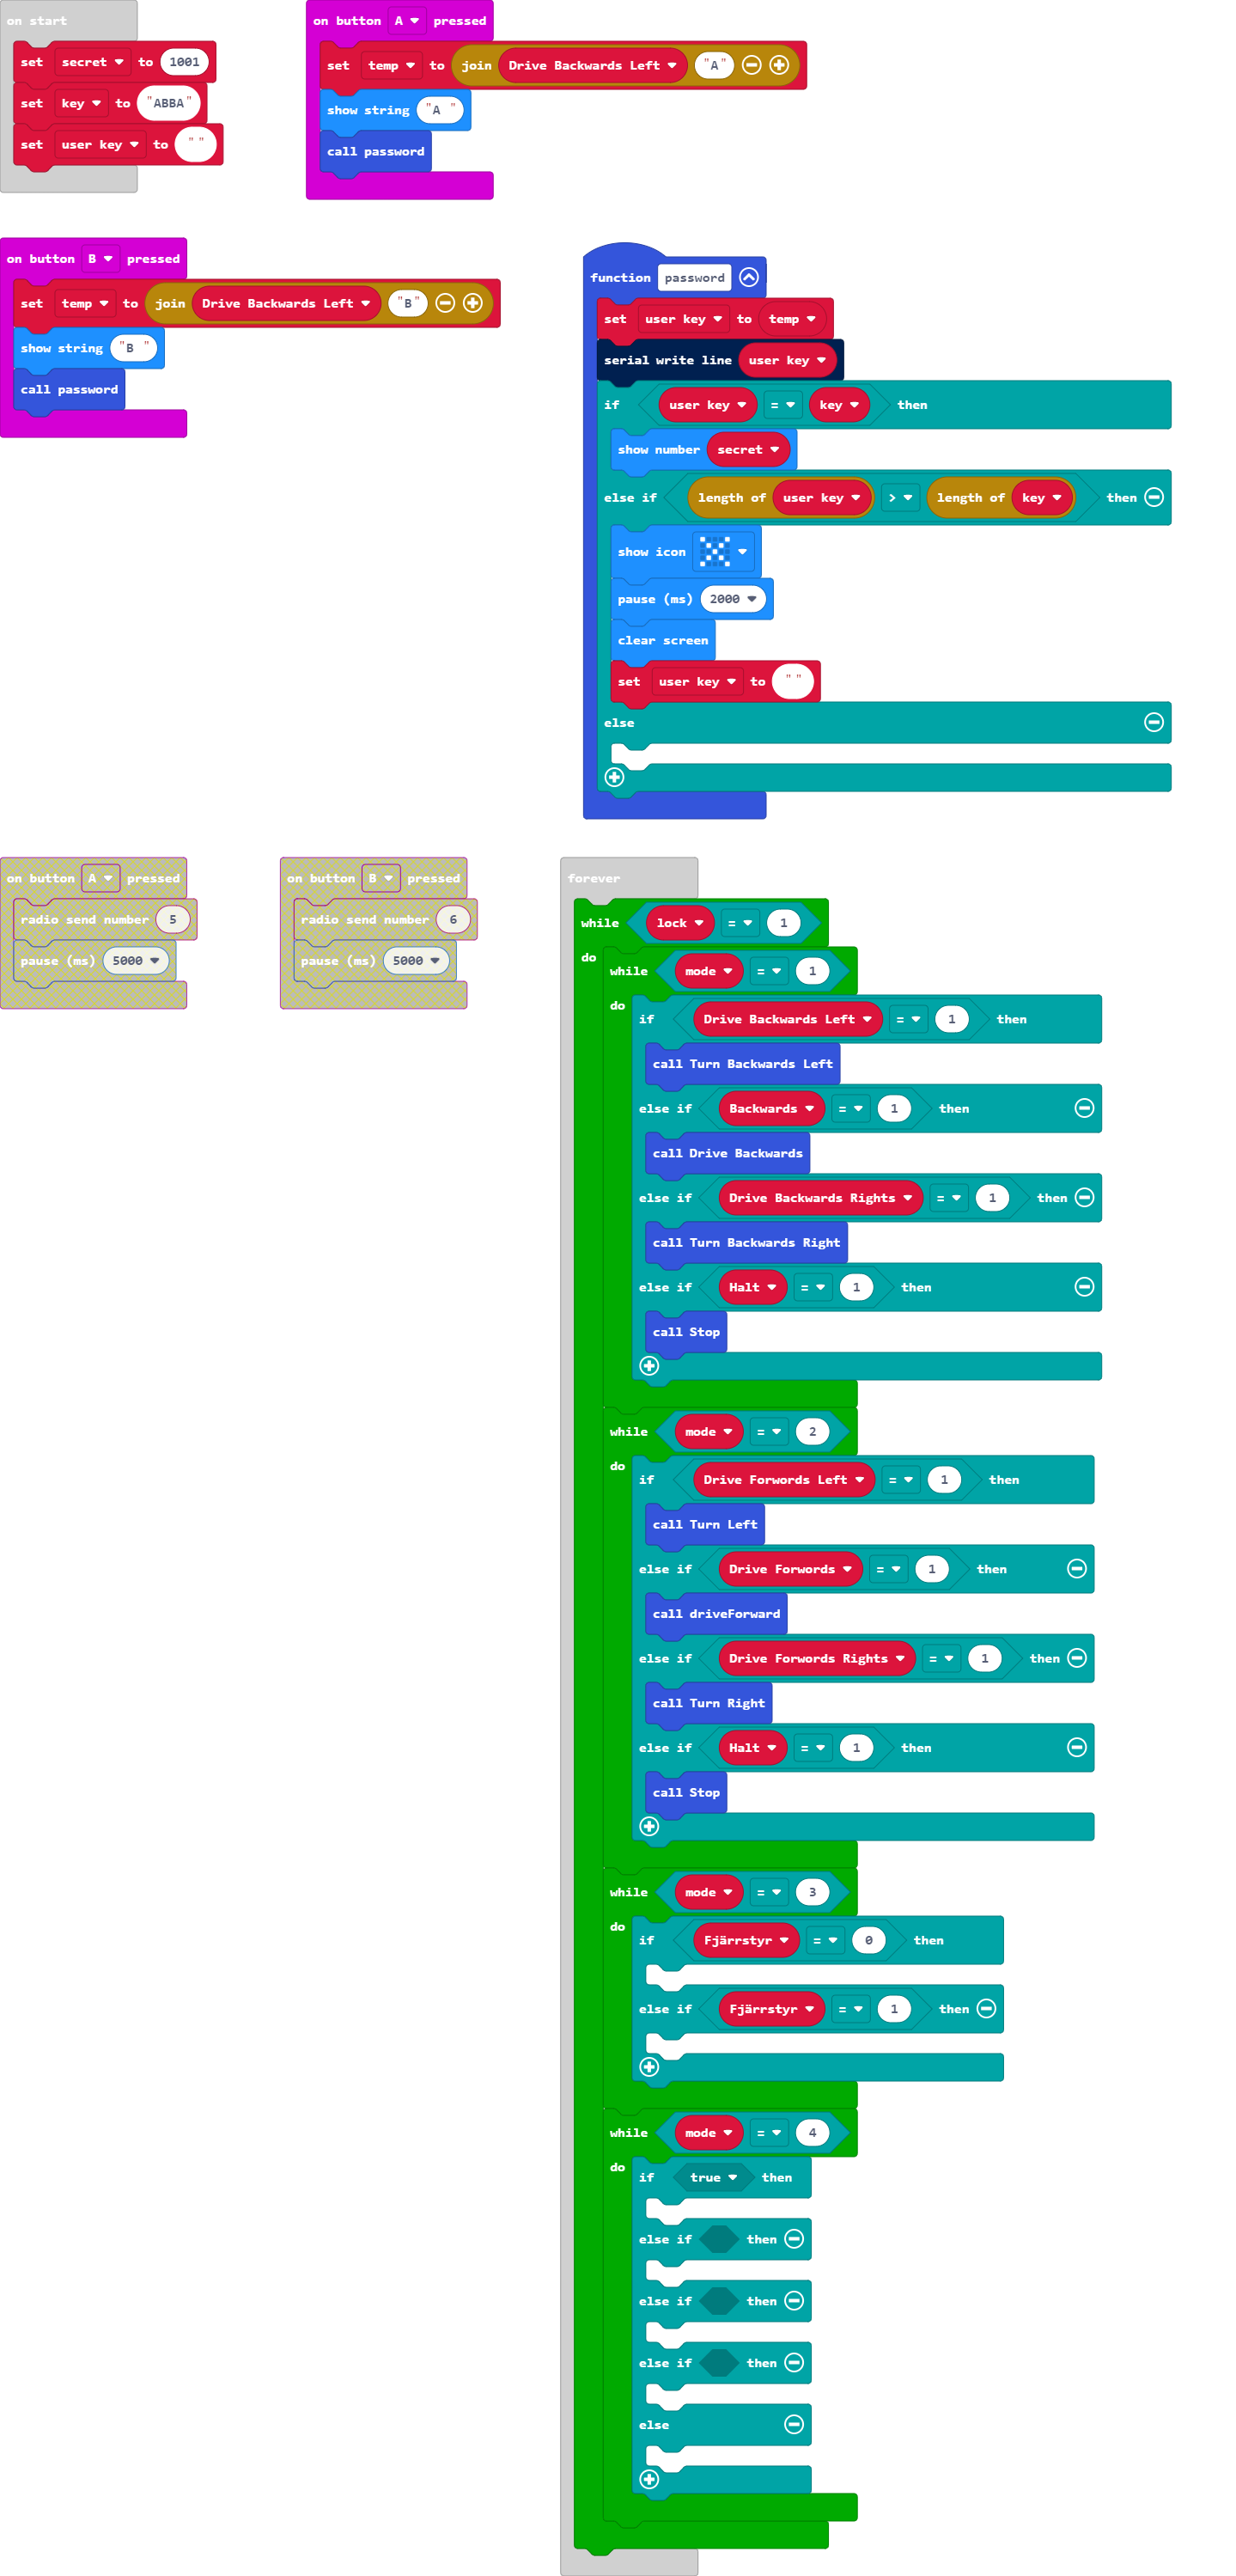 on start
set secret to 1001
set key to "ABBA"
set user key to " "
on button A pressed
set temp to join Drive Backwards Left "A"
show string "A "
call password
on button B pressed
set temp to join Drive Backwards Left "B"
show string "B "
call password
function password
set user key to temp
serial write line user key
if user key = key then
show number secret
else if length of user key > length of key then
show icon
pause (ms) 2000
clear screen
set user key to " "
else
on button A pressed
radio send number 5
pause (ms) 5000
on button B pressed
radio send number 6
pause (ms) 5000
forever
while lock = 1
do
while mode = 1
do
if Drive Backwards Left = 1 then
call Turn Backwards Left
else if Backwards = 1 then
call Drive Backwards
else if Drive Backwards Rights = 1 then
call Turn Backwards Right
else if Halt = 1 then
call Stop
while mode = 2
do
if Drive Forwords Left = 1 then
call Turn Left
else if Drive Forwords = 1 then
call driveForward
else if Drive Forwords Rights = 1 then
call Turn Right
else if Halt = 1 then
call Stop
while mode = 3
do
if Fjärrstyr = 0 then
else if Fjärrstyr = 1 then
while mode = 4
do
if true then
else if then
else if then
else if then
else